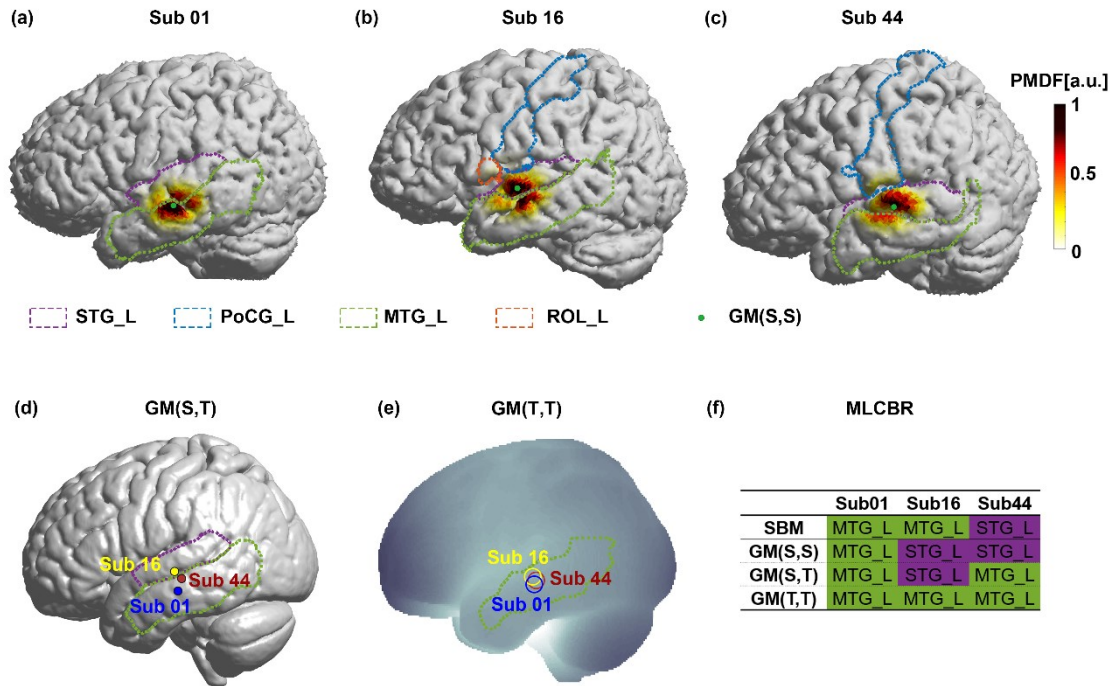 (a) Sub 01 (b) Sub 16 (c) Sub 44
PMDF[a.u.]
1
0.5
0
STG_L PoCG_L MTG_L ROL_L GM(S,S)
(d) GM(S,T) (e) GM(T,T) (f) MLCBR
Sub 16
Sub 44
Sub 01
Sub 16
Sub 44
Sub 01
Sub01 Sub16 Sub44
SBM MTG_L MTG_L STG_L
GM(S,S) MTG_L STG_L STG_L
GM(S,T) MTG_L STG_L MTG_L
GM(T,T) MTG_L MTG_L MTG_L